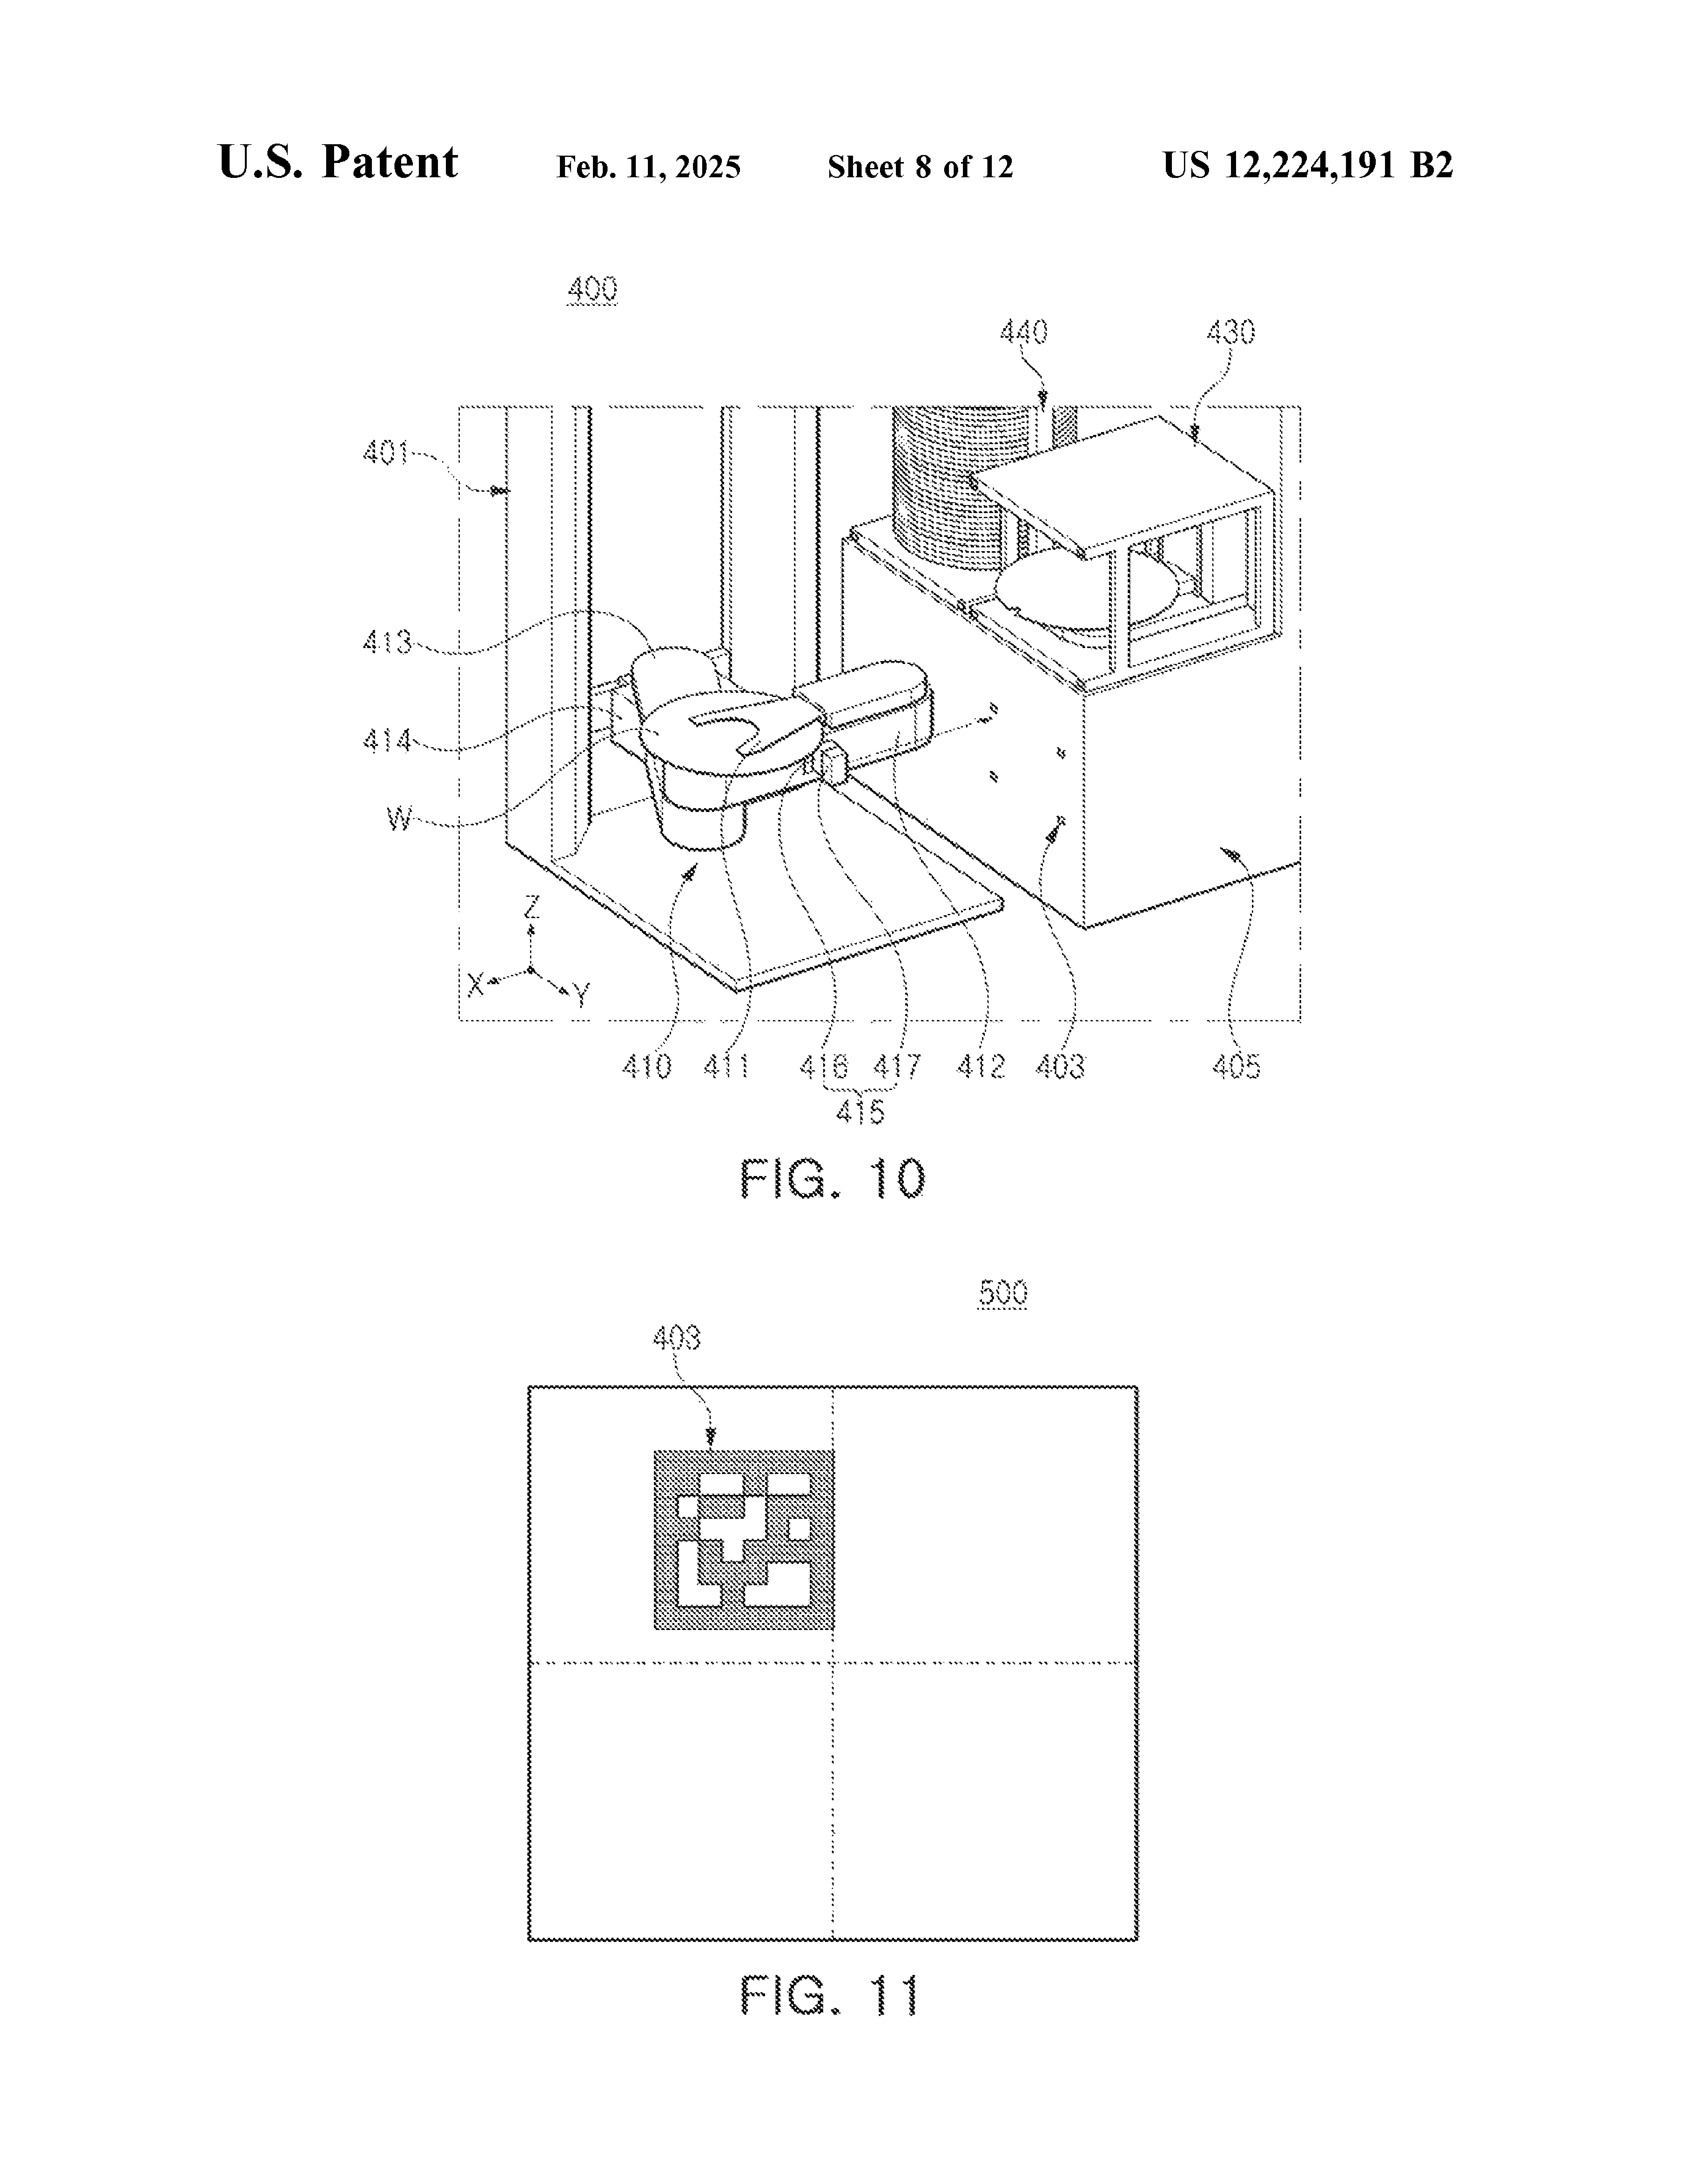 U.S. Patent Feb. 11, 2025 Sheet 8 of 12 US 12,224,191 B2
400
440 430
401
413
414
W
Z
X Y
410 411 416 417 412 403 405
415
FIG. 10
500
403
FIG. 11